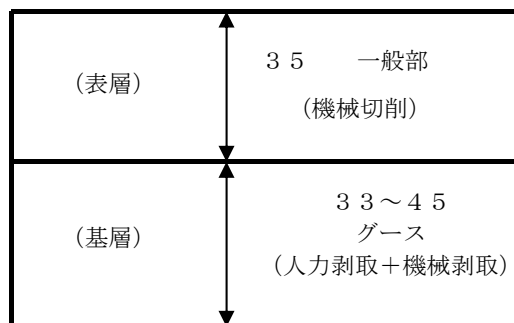 (表層)
３５　　一般部
(機械切削)
(基層)
３３～４５
グース
(人力剥取＋機械剥取)